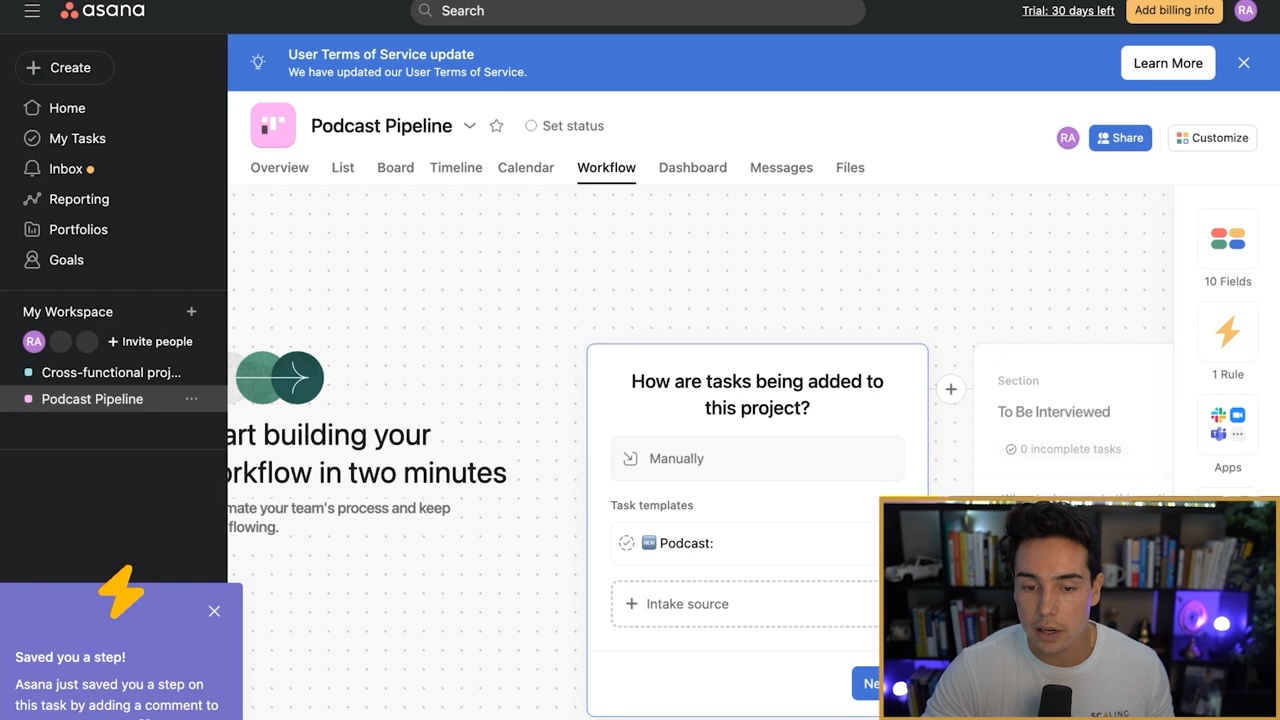 asana
Search
Trial: 30 days left
Add billing info
RA
Create
Home
My Tasks
Inbox
Reporting
Portfolios
Goals
My Workspace
RA
Invite people
Cross-functional proj...
Podcast Pipeline
User Terms of Service update
We have updated our User Terms of Service.
Learn More
Podcast Pipeline
Set status
RA
Share
Customize
Overview
List
Board
Timeline
Calendar
Workflow
Dashboard
Messages
Files
art building your
rkflow in two minutes
mate your team's process and keep
flowing.
How are tasks being added to
this project?
Manually
Task templates
NEW Podcast:
+ Intake source
Ne
Section
To Be Interviewed
0 incomplete tasks
10 Fields
1 Rule
Apps
Saved you a step!
Asana just saved you a step on
this task by adding a comment to
SCALING